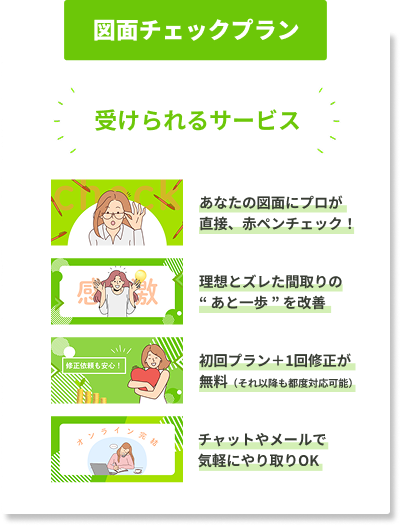 図面チェックプラン
受けられるサービス
check
あなたの図面にプロが
直接、赤ペンチェック！
感激
理想とズレた間取りの
“ あと一歩 ” を改善
修正依頼も安心！
初回プラン＋1回修正が
無料（それ以降も都度対応可能）
オンライン完結
チャットやメールで
気軽にやり取りOK